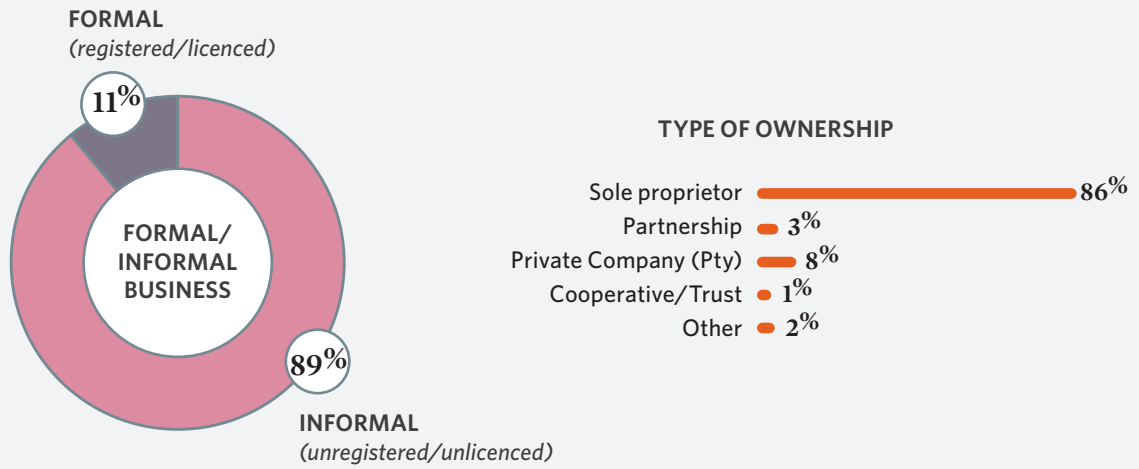 FORMAL
(registered/licenced)
11%
FORMAL/
INFORMAL
BUSINESS
89%
INFORMAL
(unregistered/unlicenced)
TYPE OF OWNERSHIP
Sole proprietor 86%
Partnership 3%
Private Company (Pty) 8%
Cooperative/Trust 1%
Other 2%